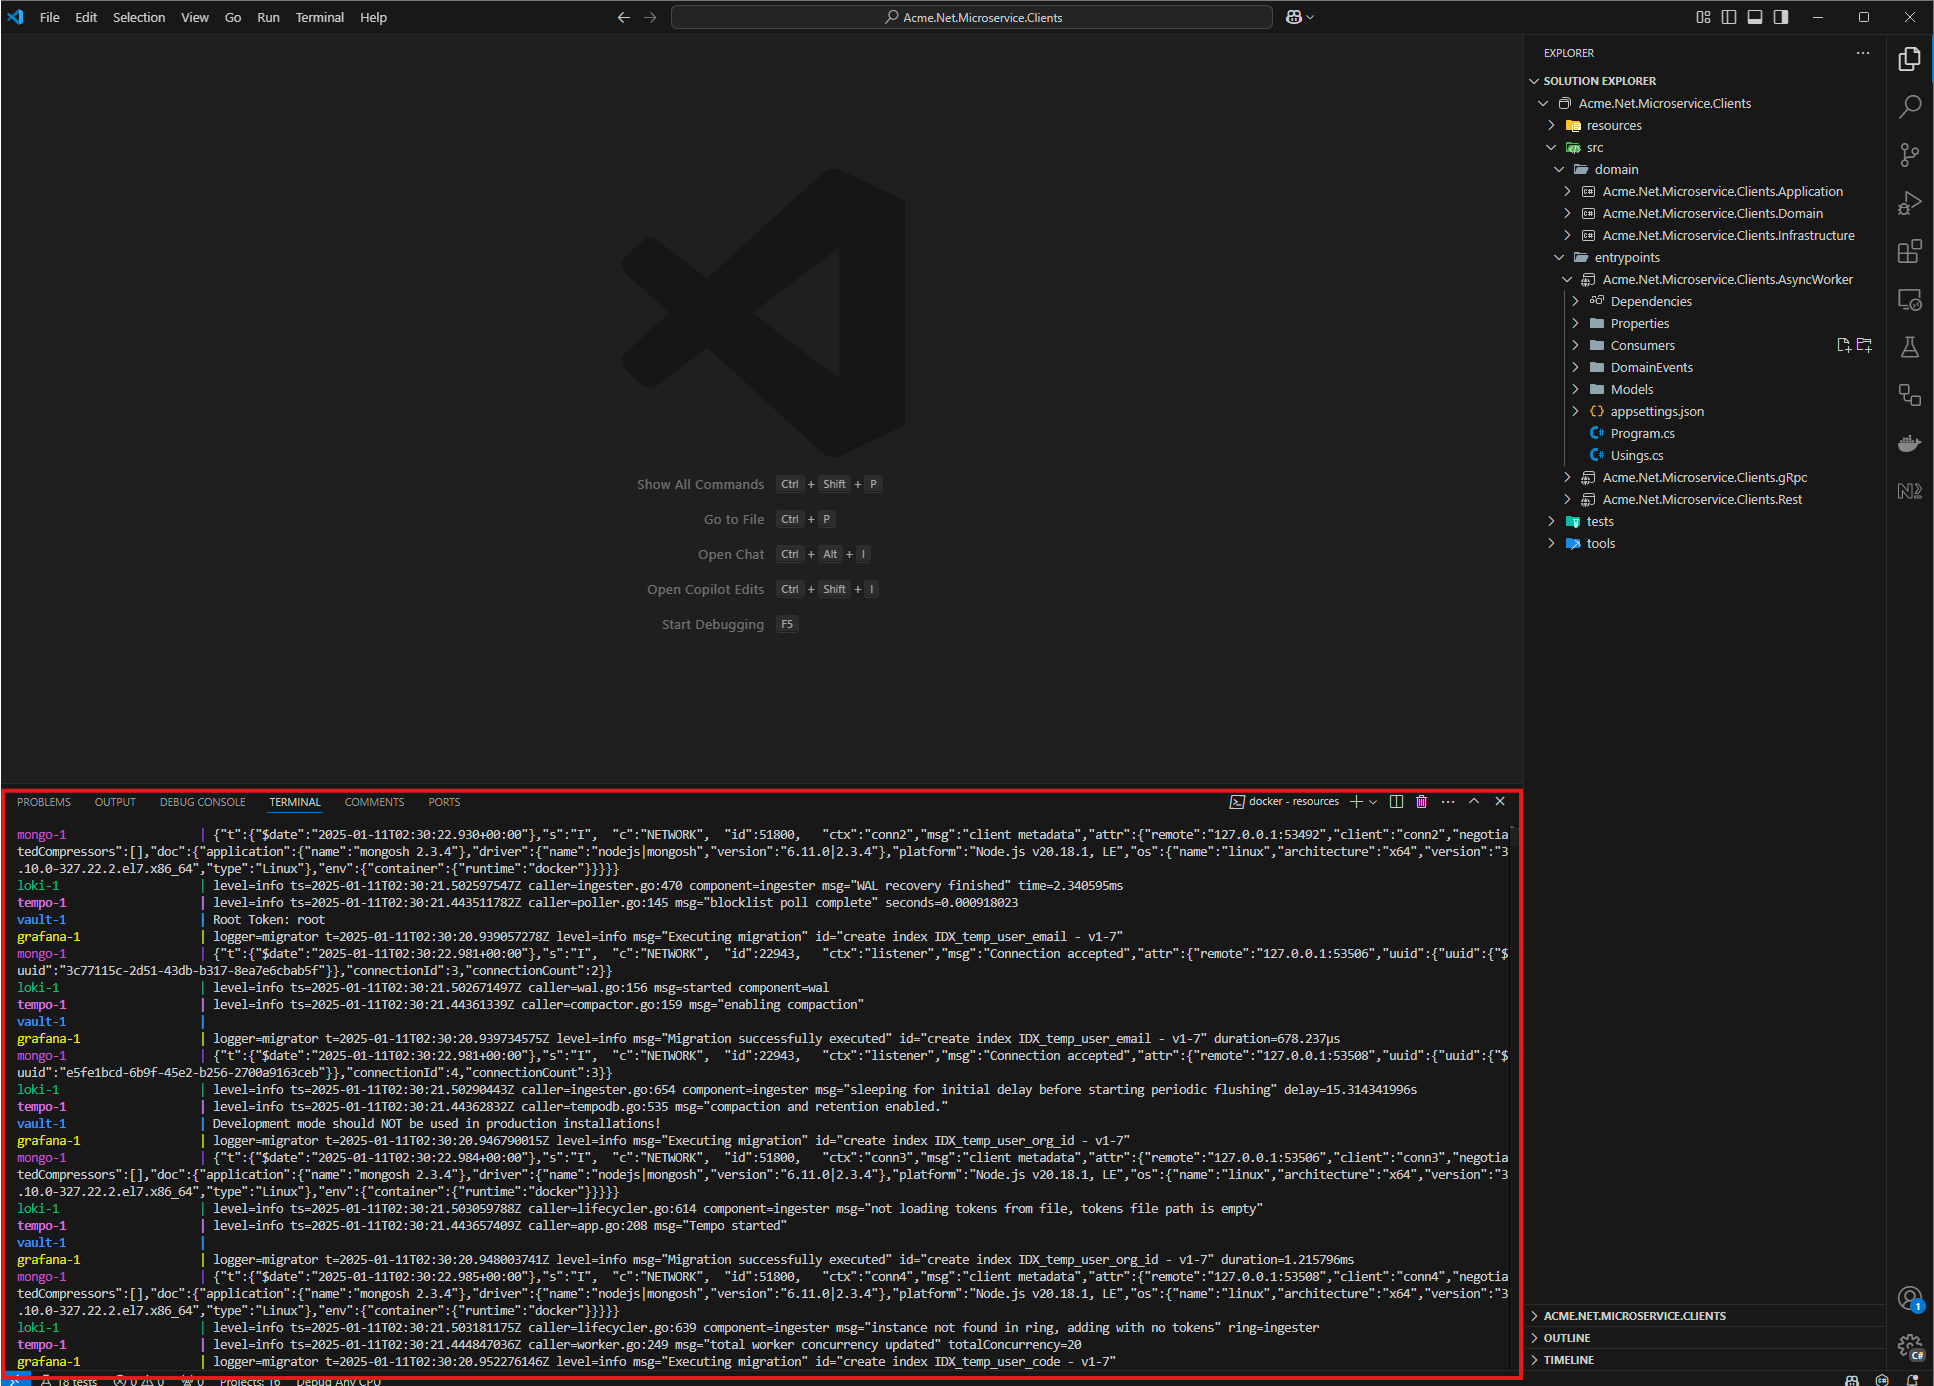 File Edit Selection View Go Run Terminal Help
Acme.Net.Microservice.Clients
Show All Commands Ctrl + Shift + P
Go to File Ctrl + P
Open Chat Ctrl + Alt + I
Open Copilot Edits Ctrl + Shift + I
Start Debugging F5
EXPLORER
SOLUTION EXPLORER
Acme.Net.Microservice.Clients
resources
src
domain
Acme.Net.Microservice.Clients.Application
Acme.Net.Microservice.Clients.Domain
Acme.Net.Microservice.Clients.Infrastructure
entrypoints
Acme.Net.Microservice.Clients.AsyncWorker
Dependencies
Properties
Consumers
DomainEvents
Models
appsettings.json
Program.cs
Usings.cs
Acme.Net.Microservice.Clients.gRpc
Acme.Net.Microservice.Clients.Rest
tests
tools
ACME.NET.MICROSERVICE.CLIENTS
OUTLINE
TIMELINE
PROBLEMS OUTPUT DEBUG CONSOLE TERMINAL COMMENTS PORTS docker - resources
mongo-1 | {"t":{"$date":"2025-01-11T02:30:22.930+00:00"},"s":"I", "c":"NETWORK", "id":51800, "ctx":"conn2","msg":"client metadata","attr":{"remote":"127.0.0.1:53492","client":"conn2","negotia
tedCompressors":[],"doc":{"application":{"name":"mongosh 2.3.4"},"driver":{"name":"nodejs|mongosh","version":"6.11.0|2.3.4"},"platform":"Node.js v20.18.1, LE","os":{"name":"linux","architecture":"x64","version":"3
.10.0-327.22.2.el7.x86_64","type":"Linux"},"env":{"container":{"runtime":"docker"}}}}}
loki-1 | level=info ts=2025-01-11T02:30:21.502597547Z caller=ingester.go:470 component=ingester msg="WAL recovery finished" time=2.340595ms
tempo-1 | level=info ts=2025-01-11T02:30:21.443511782Z caller=poller.go:145 msg="blocklist poll complete" seconds=0.000918023
vault-1 | Root Token: root
grafana-1 | logger=migrator t=2025-01-11T02:30:20.939057278Z level=info msg="Executing migration" id="create index IDX_temp_user_email - v1-7"
mongo-1 | {"t":{"$date":"2025-01-11T02:30:22.981+00:00"},"s":"I", "c":"NETWORK", "id":22943, "ctx":"listener","msg":"Connection accepted","attr":{"remote":"127.0.0.1:53506","uuid":{"uuid":{"$
uuid":"3c77115c-2d51-43db-b317-8ea7e6cbab5f"}},"connectionId":3,"connectionCount":2}}
loki-1 | level=info ts=2025-01-11T02:30:21.502671497Z caller=wal.go:156 msg=started component=wal
tempo-1 | level=info ts=2025-01-11T02:30:21.44361339Z caller=compactor.go:159 msg="enabling compaction"
vault-1 |
grafana-1 | logger=migrator t=2025-01-11T02:30:20.939734575Z level=info msg="Migration successfully executed" id="create index IDX_temp_user_email - v1-7" duration=678.237µs
mongo-1 | {"t":{"$date":"2025-01-11T02:30:22.981+00:00"},"s":"I", "c":"NETWORK", "id":22943, "ctx":"listener","msg":"Connection accepted","attr":{"remote":"127.0.0.1:53508","uuid":{"uuid":{"$
uuid":"e5fe1bcd-6b9f-45e2-b256-2700a9163ceb"}},"connectionId":4,"connectionCount":3}}
loki-1 | level=info ts=2025-01-11T02:30:21.50290443Z caller=ingester.go:654 component=ingester msg="sleeping for initial delay before starting periodic flushing" delay=15.314341996s
tempo-1 | level=info ts=2025-01-11T02:30:21.44362832Z caller=tempodb.go:535 msg="compaction and retention enabled."
vault-1 | Development mode should NOT be used in production installations!
grafana-1 | logger=migrator t=2025-01-11T02:30:20.946790015Z level=info msg="Executing migration" id="create index IDX_temp_user_org_id - v1-7"
mongo-1 | {"t":{"$date":"2025-01-11T02:30:22.984+00:00"},"s":"I", "c":"NETWORK", "id":51800, "ctx":"conn3","msg":"client metadata","attr":{"remote":"127.0.0.1:53506","client":"conn3","negotia
tedCompressors":[],"doc":{"application":{"name":"mongosh 2.3.4"},"driver":{"name":"nodejs|mongosh","version":"6.11.0|2.3.4"},"platform":"Node.js v20.18.1, LE","os":{"name":"linux","architecture":"x64","version":"3
.10.0-327.22.2.el7.x86_64","type":"Linux"},"env":{"container":{"runtime":"docker"}}}}}
loki-1 | level=info ts=2025-01-11T02:30:21.503059788Z caller=lifecycler.go:614 component=ingester msg="not loading tokens from file, tokens file path is empty"
tempo-1 | level=info ts=2025-01-11T02:30:21.443657409Z caller=app.go:208 msg="Tempo started"
vault-1 |
grafana-1 | logger=migrator t=2025-01-11T02:30:20.948003741Z level=info msg="Migration successfully executed" id="create index IDX_temp_user_org_id - v1-7" duration=1.215796ms
mongo-1 | {"t":{"$date":"2025-01-11T02:30:22.985+00:00"},"s":"I", "c":"NETWORK", "id":51800, "ctx":"conn4","msg":"client metadata","attr":{"remote":"127.0.0.1:53508","client":"conn4","negotia
tedCompressors":[],"doc":{"application":{"name":"mongosh 2.3.4"},"driver":{"name":"nodejs|mongosh","version":"6.11.0|2.3.4"},"platform":"Node.js v20.18.1, LE","os":{"name":"linux","architecture":"x64","version":"3
.10.0-327.22.2.el7.x86_64","type":"Linux"},"env":{"container":{"runtime":"docker"}}}}}
loki-1 | level=info ts=2025-01-11T02:30:21.503181175Z caller=lifecycler.go:639 component=ingester msg="instance not found in ring, adding with no tokens" ring=ingester
tempo-1 | level=info ts=2025-01-11T02:30:21.444847036Z caller=worker.go:249 msg="total worker concurrency updated" totalConcurrency=20
grafana-1 | logger=migrator t=2025-01-11T02:30:20.952276146Z level=info msg="Executing migration" id="create index IDX_temp_user_code - v1-7"
18 tests 0 0 0 Projects: 16 Debug Any CPU
1
C#